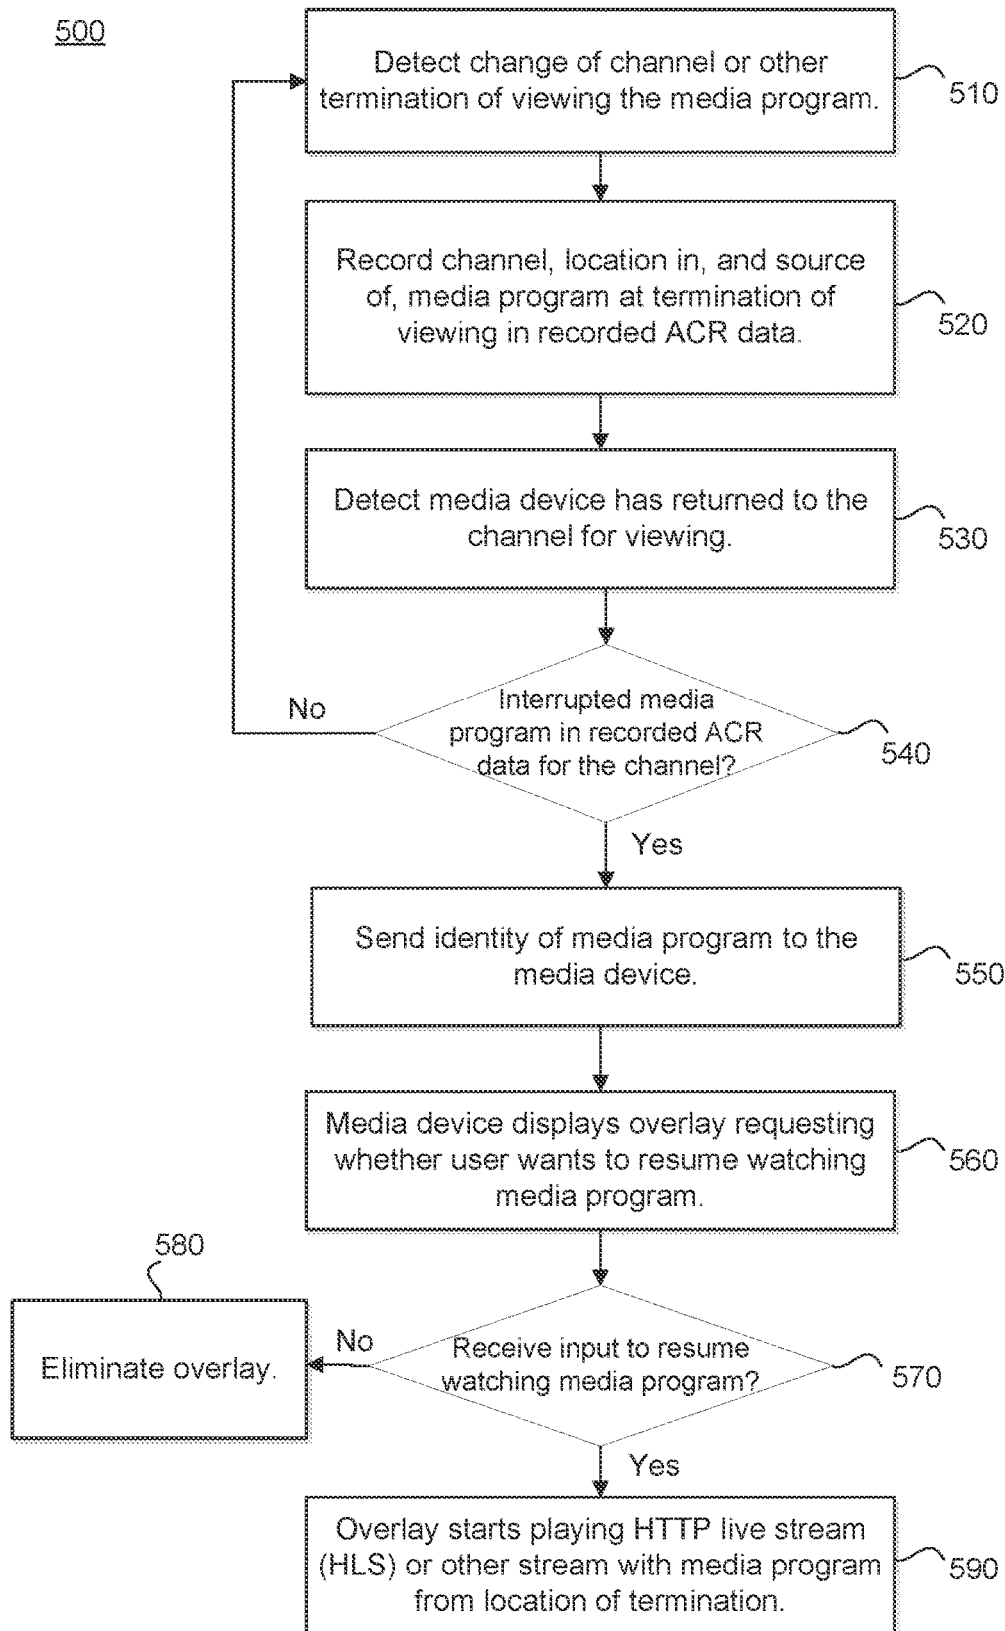 500
Detect change of channel or other
termination of viewing the media program.
510
Record channel, location in, and source
of, media program at termination of
viewing in recorded ACR data.
520
Detect media device has returned to the
channel for viewing.
530
No
Interrupted media
program in recorded ACR
data for the channel?
540
Yes
Send identity of media program to the
media device.
550
Media device displays overlay requesting
whether user wants to resume watching
media program.
560
580
Eliminate overlay.
No
Receive input to resume
watching media program?
570
Yes
Overlay starts playing HTTP live stream
(HLS) or other stream with media program
from location of termination.
590